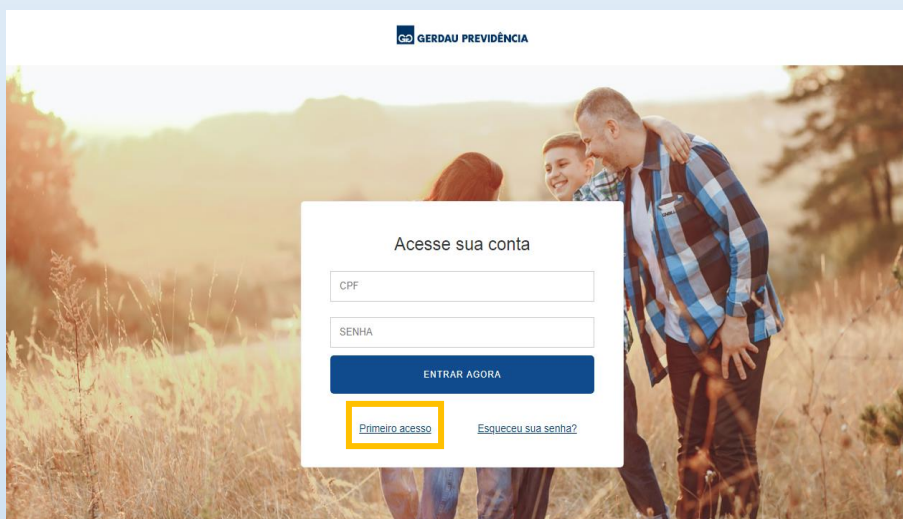 GERDAU PREVIDÊNCIA
Acesse sua conta
CPF
SENHA
ENTRAR AGORA
Primeiro acesso
Esqueceu sua senha?